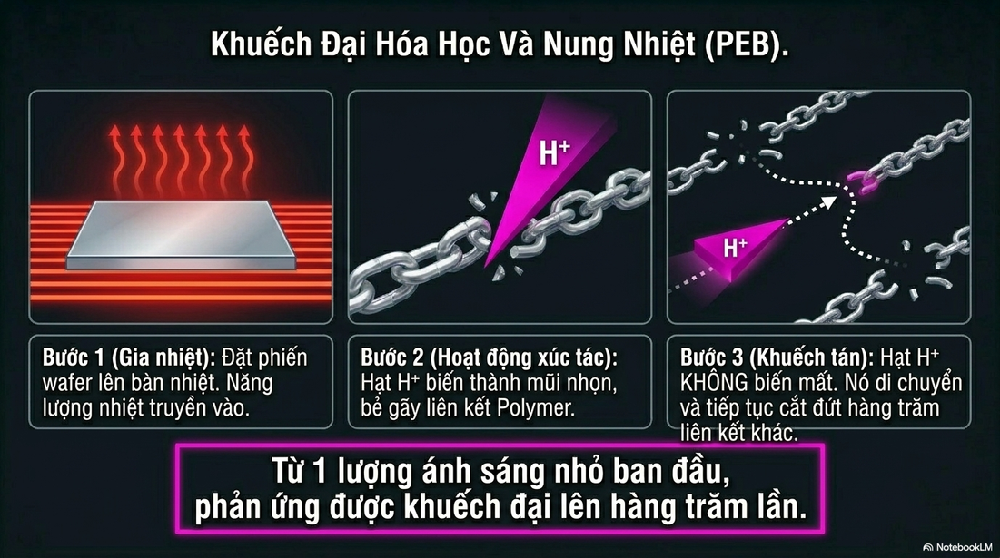 Khuếch Đại Hóa Học Và Nung Nhiệt (PEB).
H⁺
H⁺
Bước 1 (Gia nhiệt): Đặt phiến
wafer lên bàn nhiệt. Năng
lượng nhiệt truyền vào.
Bước 2 (Hoạt động xúc tác):
Hạt H⁺ biến thành mũi nhọn,
bẻ gãy liên kết Polymer.
Bước 3 (Khuếch tán): Hạt H⁺
KHÔNG biến mất. Nó di chuyển
và tiếp tục cắt đứt hàng trăm
liên kết khác.
Từ 1 lượng ánh sáng nhỏ ban đầu,
phản ứng được khuếch đại lên hàng trăm lần.
NotebookLM